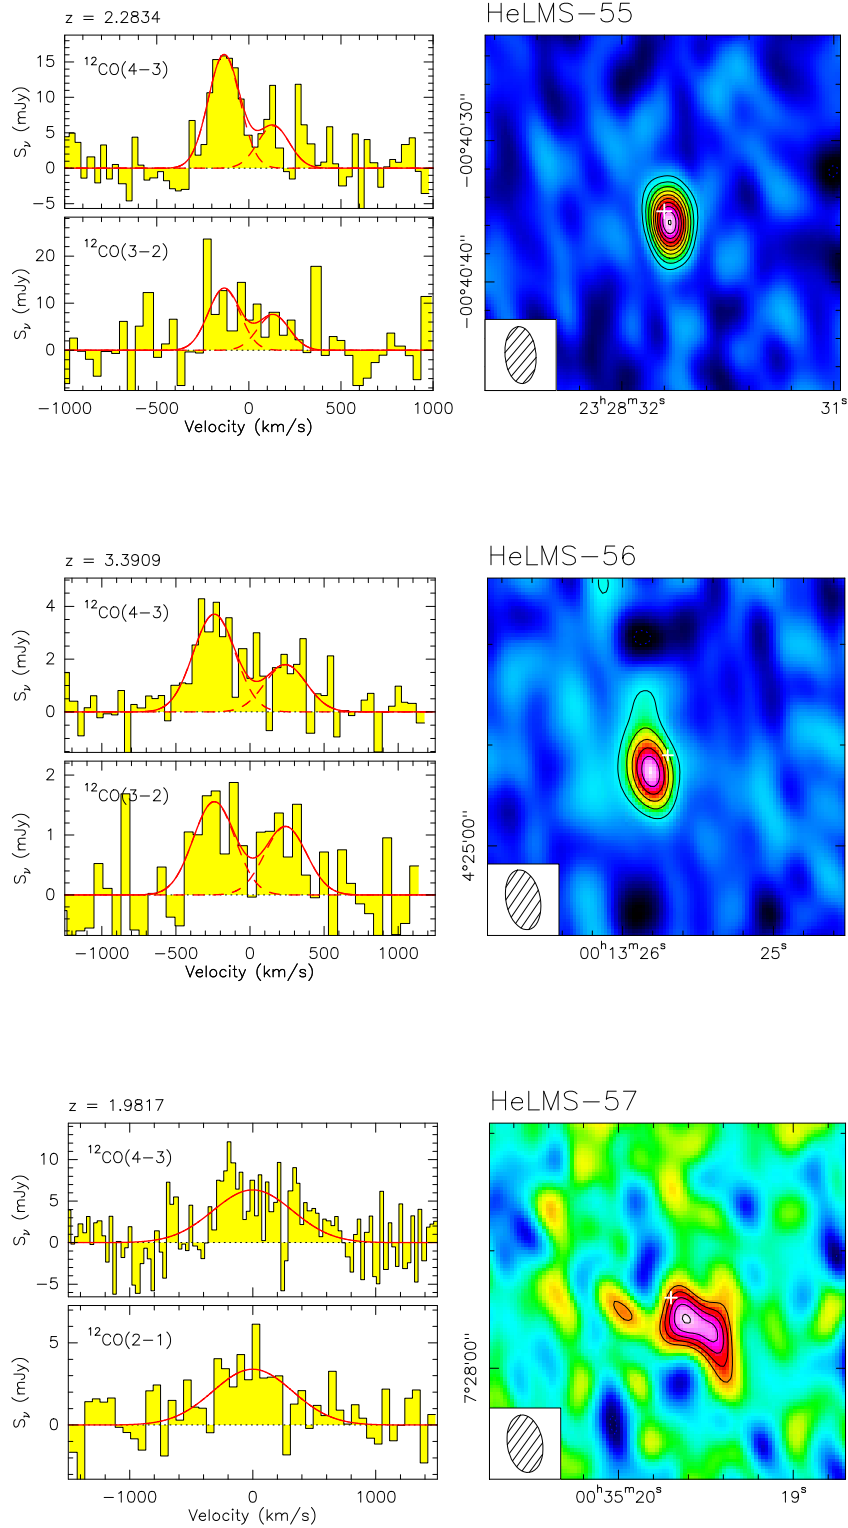 z = 2.2834
HeLMS−55
¹²CO(4−3)
15
10
5
0
−5
Sν (mJy)
¹²CO(3−2)
20
10
0
Sν (mJy)
−1000 −500 0 500 1000
Velocity (km/s)
−00°40'30"
−00°40'40"
23ʰ28ᵐ32ˢ 31ˢ
z = 3.3909
HeLMS−56
¹²CO(4−3)
4
2
0
Sν (mJy)
¹²CO(3−2)
2
1
0
Sν (mJy)
−1000 −500 0 500 1000
Velocity (km/s)
4°25'00"
00ʰ13ᵐ26ˢ 25ˢ
z = 1.9817
HeLMS−57
¹²CO(4−3)
10
5
0
−5
Sν (mJy)
¹²CO(2−1)
5
0
Sν (mJy)
−1000 0 1000
Velocity (km/s)
7°28'00"
00ʰ35ᵐ20ˢ 19ˢ